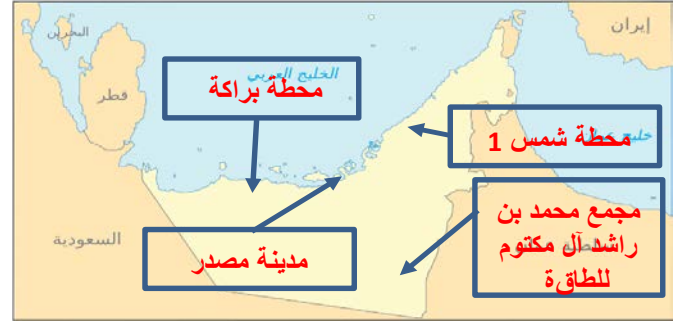 إيران
البحرين
الخليج العربي
قطر
محطة براكة
خليج
محطة شمس 1
مجمع محمد بن
راشد آل مكتوم
للطاقة
السعودية
مدينة مصدر